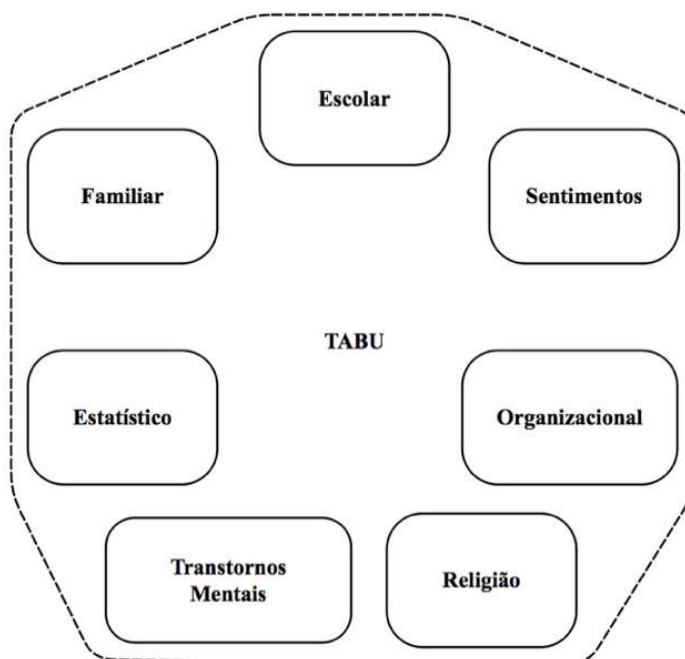 Escolar
Familiar
Sentimentos
TABU
Estatístico
Organizacional
Transtornos
Mentais
Religião